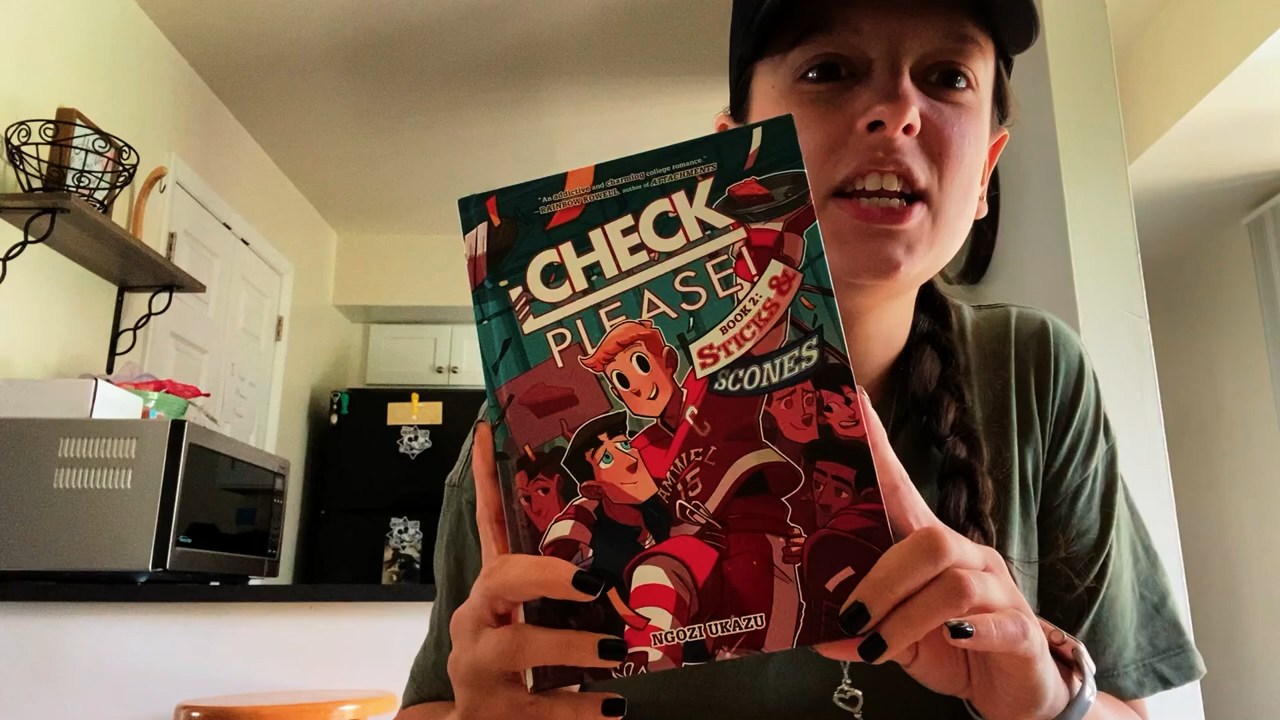 "An addictive and charming college romance."
—RAINBOW ROWELL, author of ATTACHMENTS
CHECK
PLEASE!
BOOK 2:
STICKS &
SCONES
C
AMWEL
15
NGOZI UKAZU